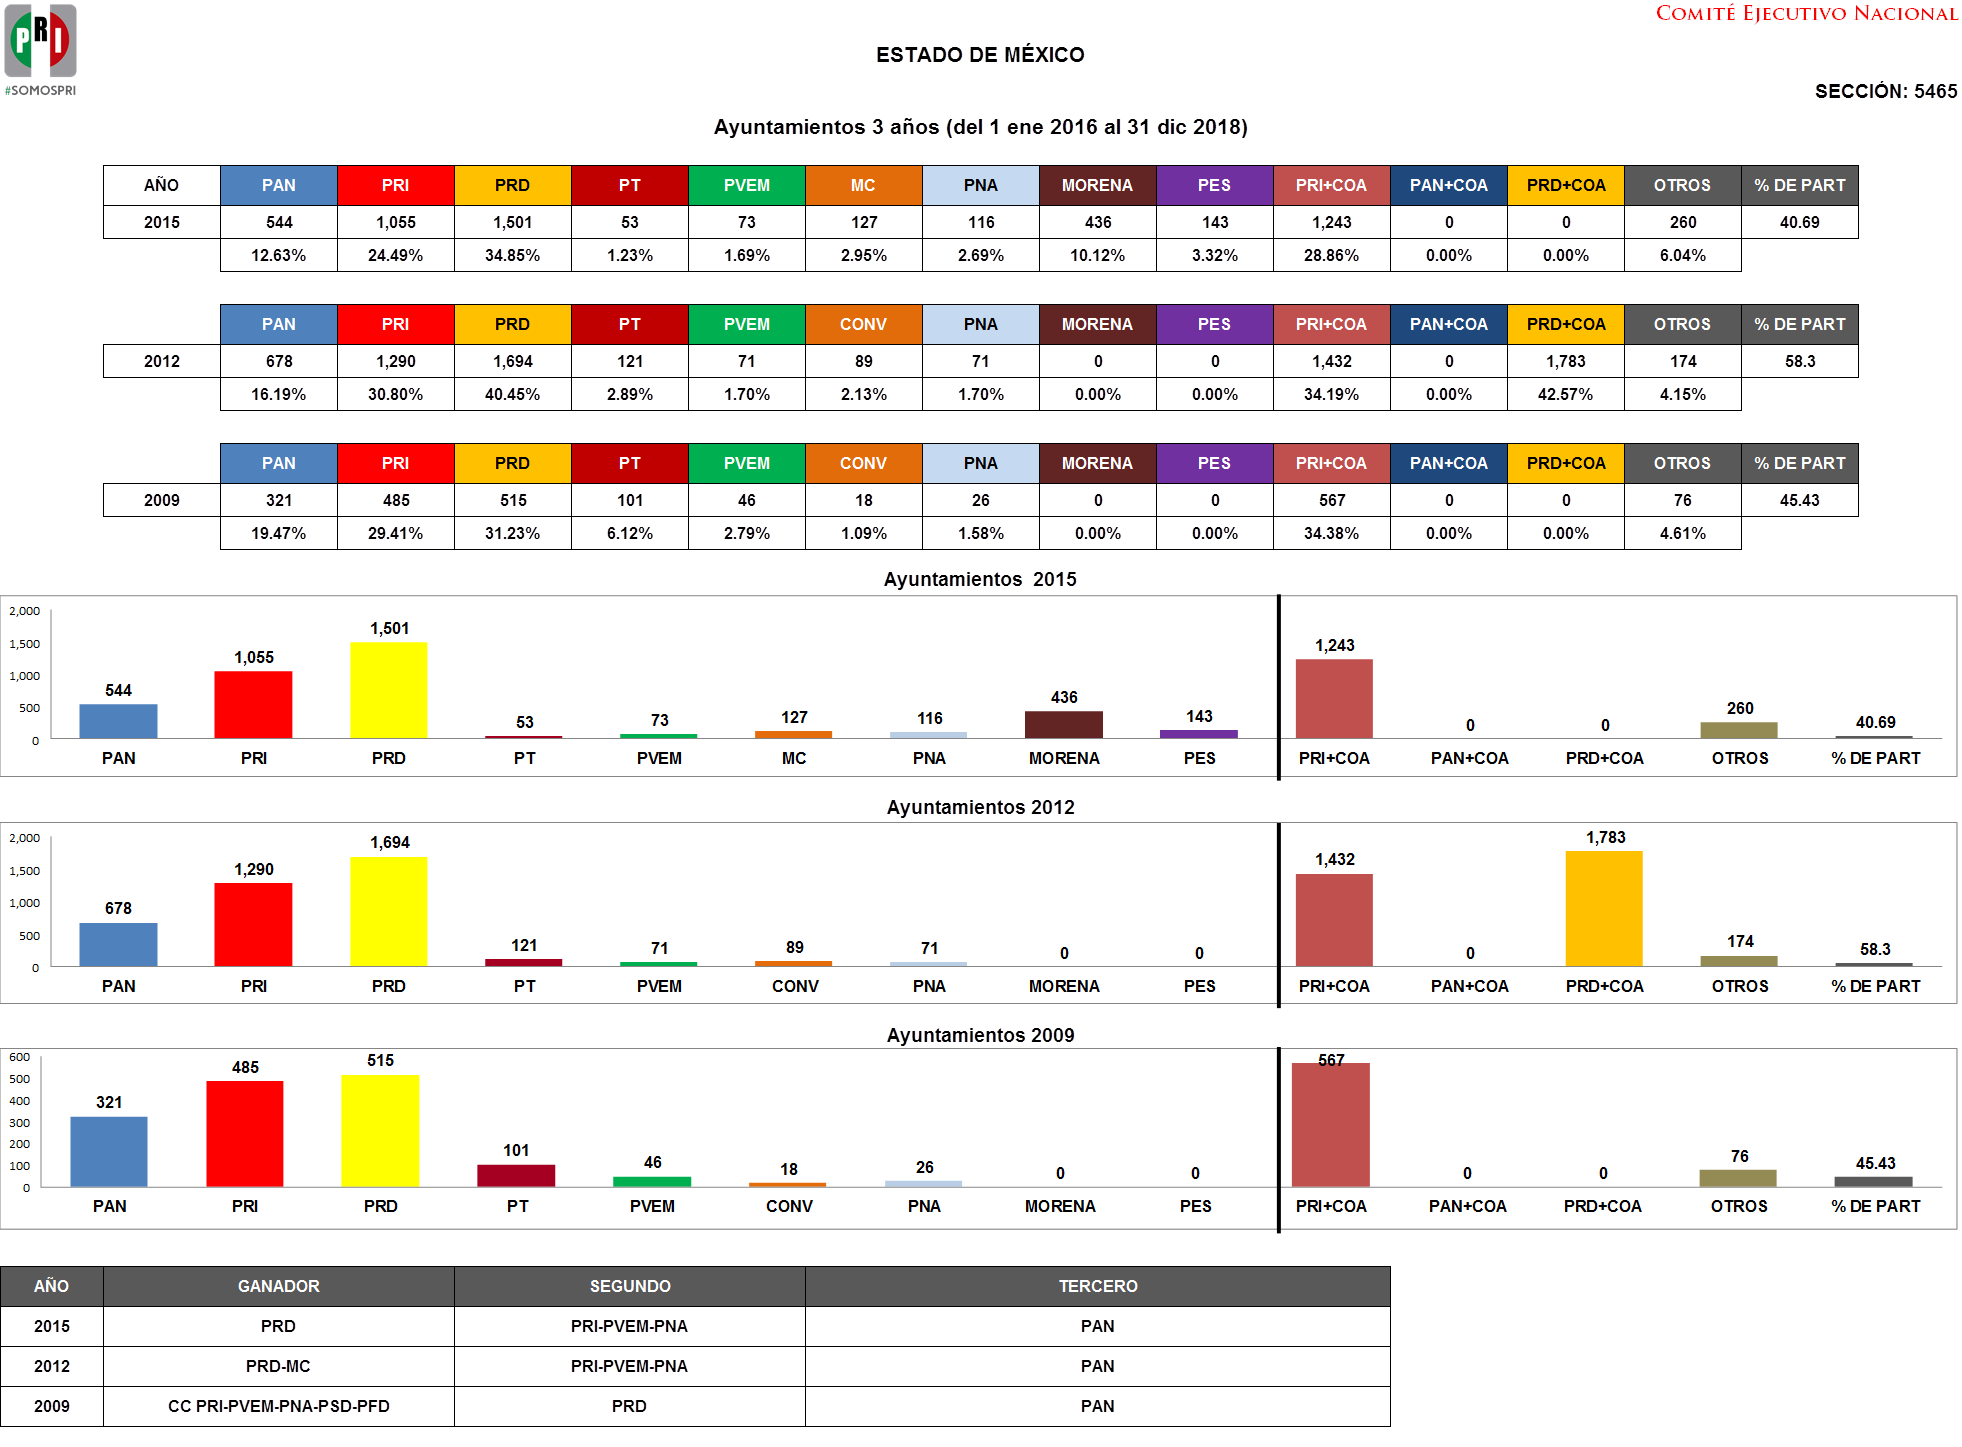 PRI
#SOMOSPRI
COMITÉ EJECUTIVO NACIONAL
ESTADO DE MÉXICO
SECCIÓN: 5465
Ayuntamientos 3 años (del 1 ene 2016 al 31 dic 2018)
AÑO PAN PRI PRD PT PVEM MC PNA MORENA PES PRI+COA PAN+COA PRD+COA OTROS % DE PART
2015 544 1,055 1,501 53 73 127 116 436 143 1,243 0 0 260 40.69
12.63% 24.49% 34.85% 1.23% 1.69% 2.95% 2.69% 10.12% 3.32% 28.86% 0.00% 0.00% 6.04%
PAN PRI PRD PT PVEM CONV PNA MORENA PES PRI+COA PAN+COA PRD+COA OTROS % DE PART
2012 678 1,290 1,694 121 71 89 71 0 0 1,432 0 1,783 174 58.3
16.19% 30.80% 40.45% 2.89% 1.70% 2.13% 1.70% 0.00% 0.00% 34.19% 0.00% 42.57% 4.15%
PAN PRI PRD PT PVEM CONV PNA MORENA PES PRI+COA PAN+COA PRD+COA OTROS % DE PART
2009 321 485 515 101 46 18 26 0 0 567 0 0 76 45.43
19.47% 29.41% 31.23% 6.12% 2.79% 1.09% 1.58% 0.00% 0.00% 34.38% 0.00% 0.00% 4.61%
Ayuntamientos 2015
2,000
1,500
1,000
500
0
544 1,055 1,501 53 73 127 116 436 143 1,243 0 0 260 40.69
PAN PRI PRD PT PVEM MC PNA MORENA PES PRI+COA PAN+COA PRD+COA OTROS % DE PART
Ayuntamientos 2012
2,000
1,500
1,000
500
0
678 1,290 1,694 121 71 89 71 0 0 1,432 0 1,783 174 58.3
PAN PRI PRD PT PVEM CONV PNA MORENA PES PRI+COA PAN+COA PRD+COA OTROS % DE PART
Ayuntamientos 2009
600
500
400
300
200
100
0
321 485 515 101 46 18 26 0 0 567 0 0 76 45.43
PAN PRI PRD PT PVEM CONV PNA MORENA PES PRI+COA PAN+COA PRD+COA OTROS % DE PART
AÑO GANADOR SEGUNDO TERCERO
2015 PRD PRI-PVEM-PNA PAN
2012 PRD-MC PRI-PVEM-PNA PAN
2009 CC PRI-PVEM-PNA-PSD-PFD PRD PAN